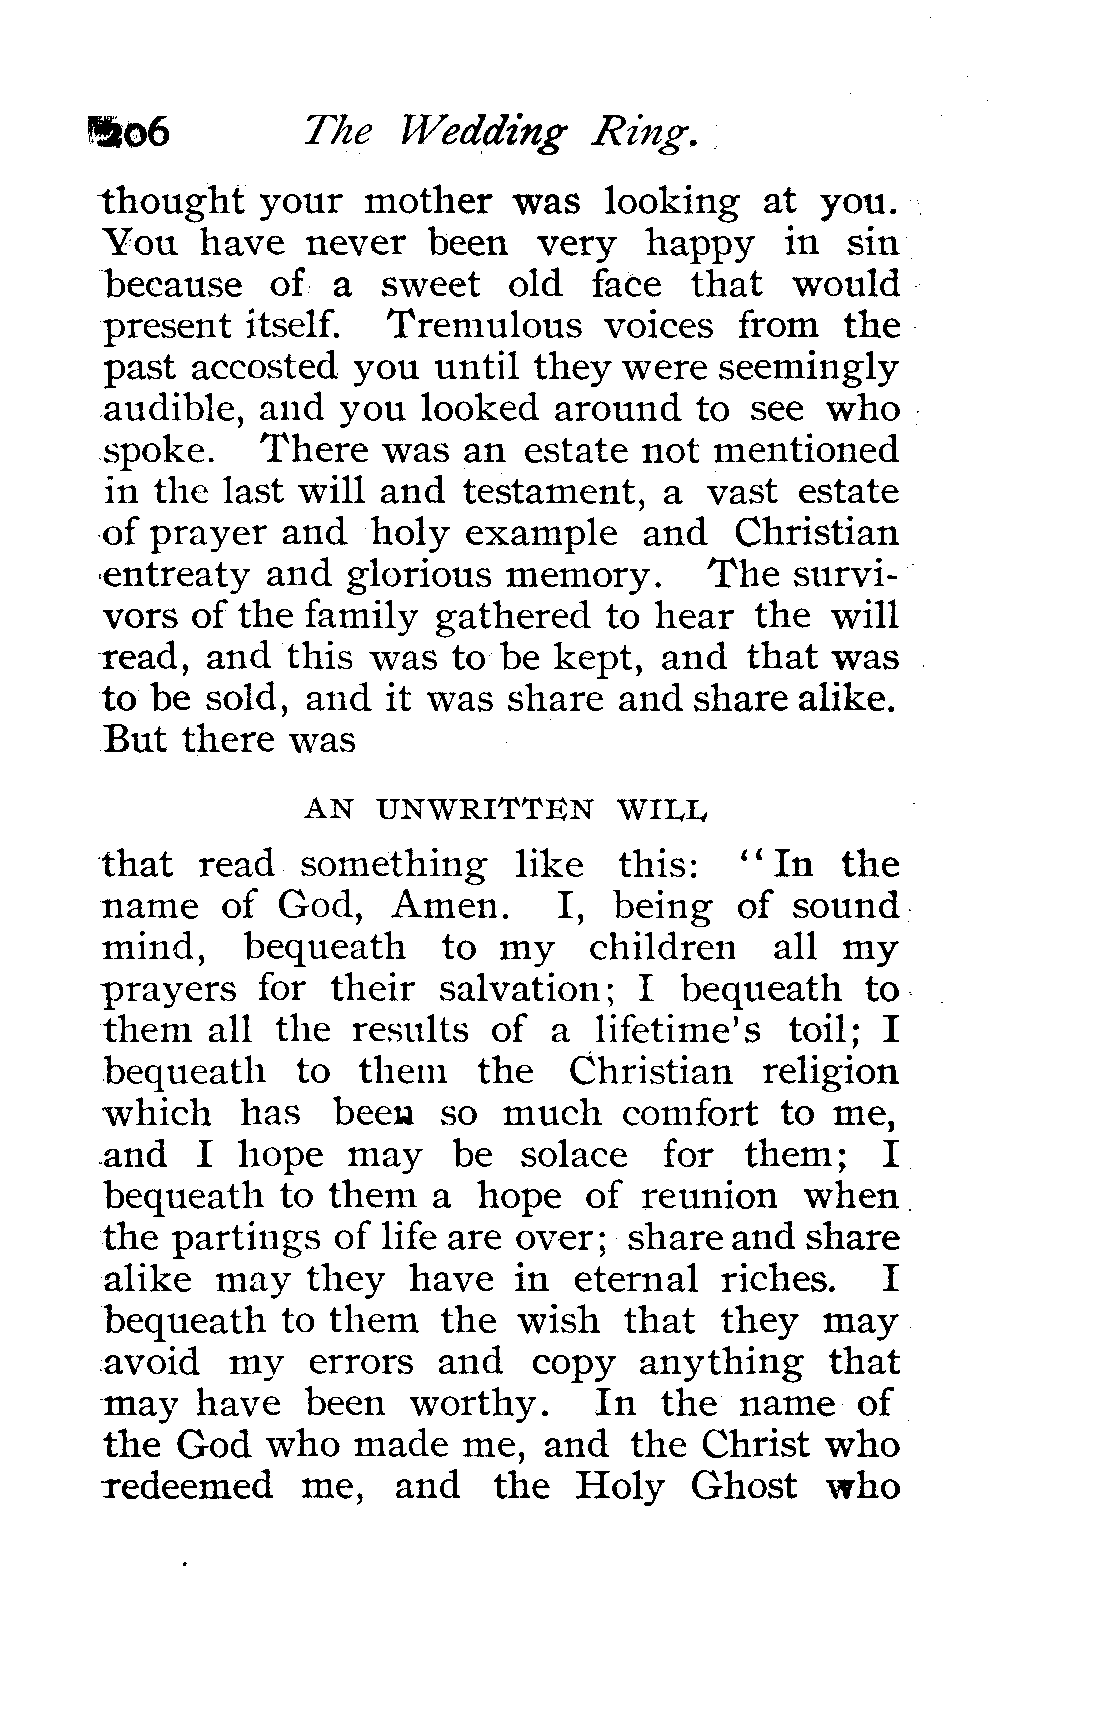 206 The Wedding Ring.
thought your mother was looking at you.
You have never been very happy in sin
because of a sweet old face that would
present itself. Tremulous voices from the
past accosted you until they were seemingly
audible, and you looked around to see who
spoke. There was an estate not mentioned
in the last will and testament, a vast estate
of prayer and holy example and Christian
entreaty and glorious memory. The survi-
vors of the family gathered to hear the will
read, and this was to be kept, and that was
to be sold, and it was share and share alike.
But there was
AN UNWRITTEN WILL
that read something like this: "In the
name of God, Amen. I, being of sound
mind, bequeath to my children all my
prayers for their salvation; I bequeath to
them all the results of a lifetime's toil; I
bequeath to them the Christian religion
which has been so much comfort to me,
and I hope may be solace for them; I
bequeath to them a hope of reunion when
the partings of life are over; share and share
alike may they have in eternal riches. I
bequeath to them the wish that they may
avoid my errors and copy anything that
may have been worthy. In the name of
the God who made me, and the Christ who
redeemed me, and the Holy Ghost who